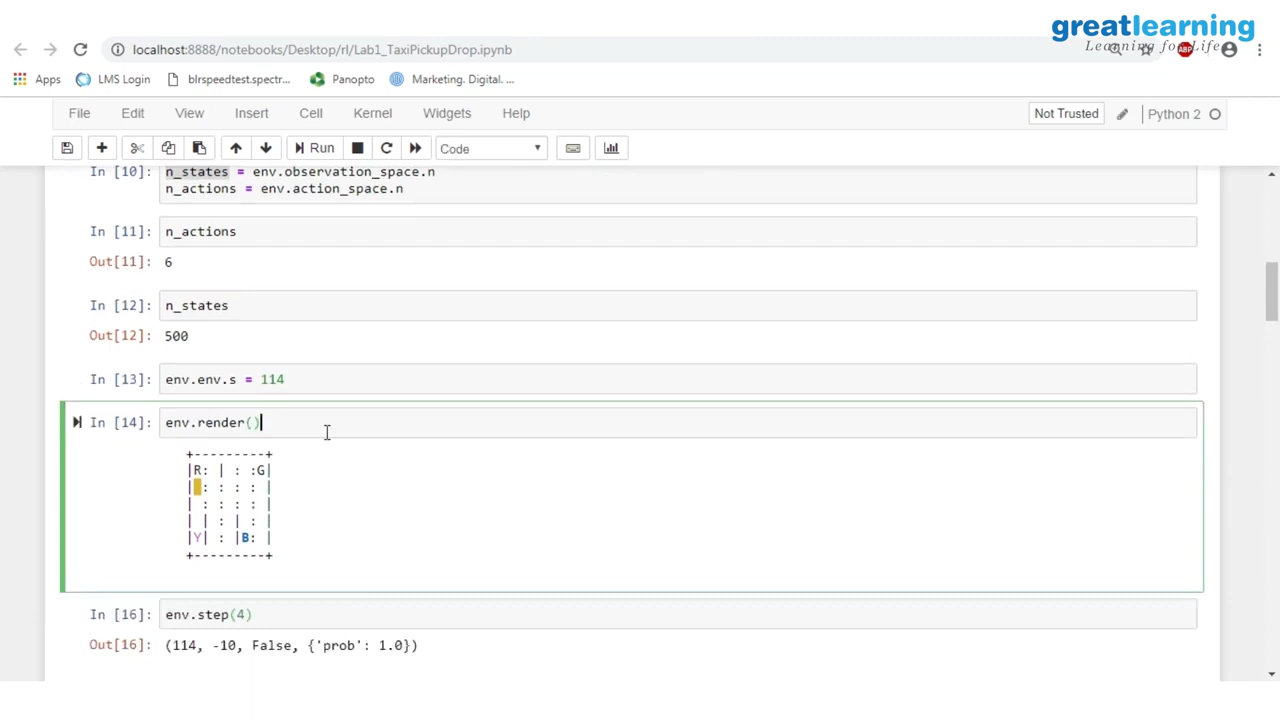 greatlearning
Learning for Life
localhost:8888/notebooks/Desktop/rl/Lab1_TaxiPickupDrop.ipynb
ABP
Apps LMS Login blrspeedtest.spectr... Panopto Marketing. Digital. ...
File Edit View Insert Cell Kernel Widgets Help Not Trusted Python 2
Run Code
In [10]: n_states = env.observation_space.n
n_actions = env.action_space.n
In [11]: n_actions
Out[11]: 6
In [12]: n_states
Out[12]: 500
In [13]: env.env.s = 114
In [14]: env.render()
+---------+
|R: | : :G|
| : : : : |
| : : : : |
| | : | : |
|Y| : |B: |
+---------+
In [16]: env.step(4)
Out[16]: (114, -10, False, {'prob': 1.0})